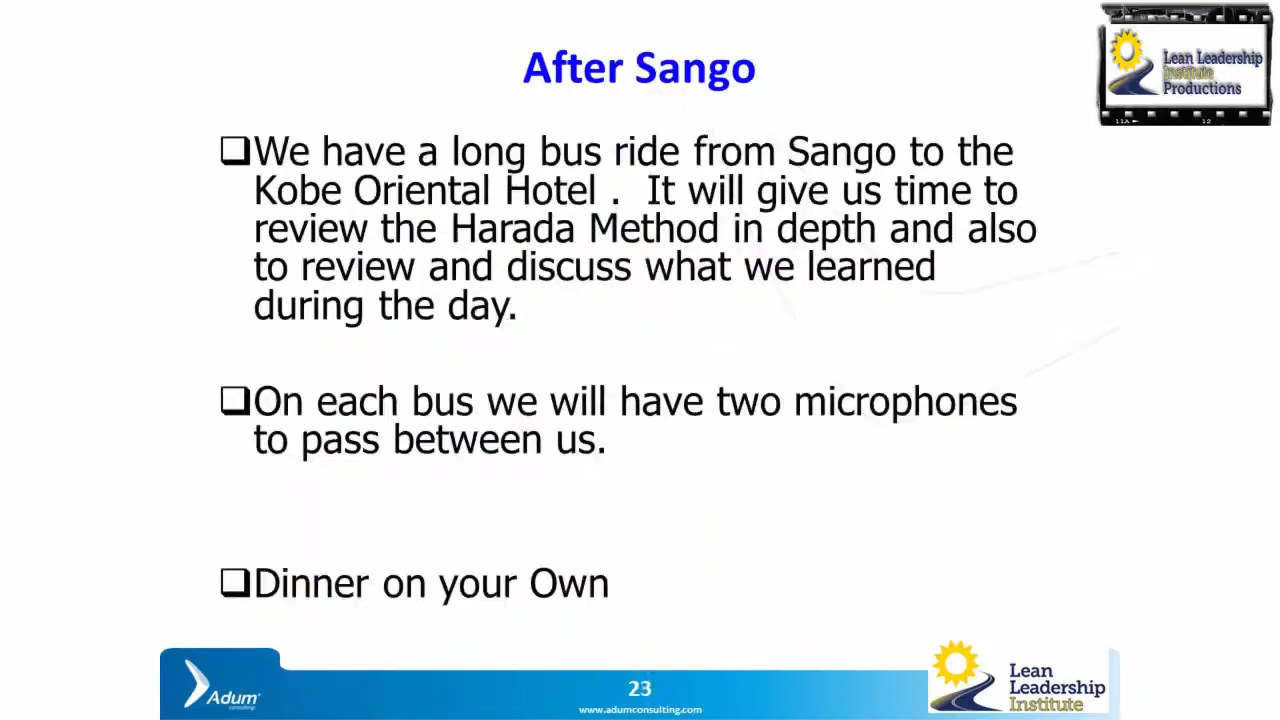 After Sango
Lean Leadership
Institute
Productions
11A
12
We have a long bus ride from Sango to the
Kobe Oriental Hotel . It will give us time to
review the Harada Method in depth and also
to review and discuss what we learned
during the day.
On each bus we will have two microphones
to pass between us.
Dinner on your Own
Adum
consulting
23
www.adumconsulting.com
Lean
Leadership
Institute